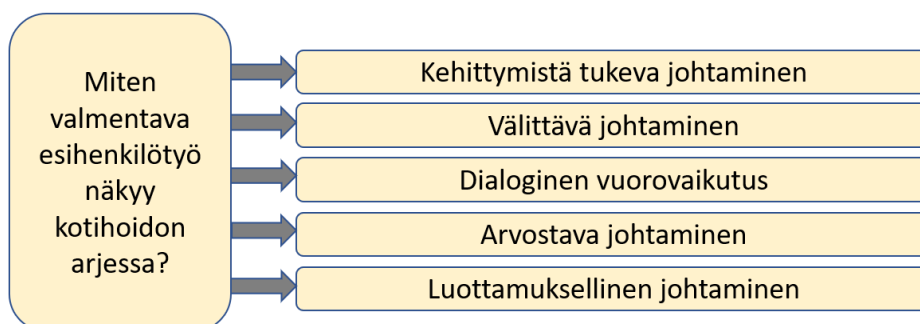 Miten
valmentava
esihenkilötyö
näkyy
kotihoidon
arjessa?
Kehittymistä tukeva johtaminen
Välittävä johtaminen
Dialoginen vuorovaikutus
Arvostava johtaminen
Luottamuksellinen johtaminen